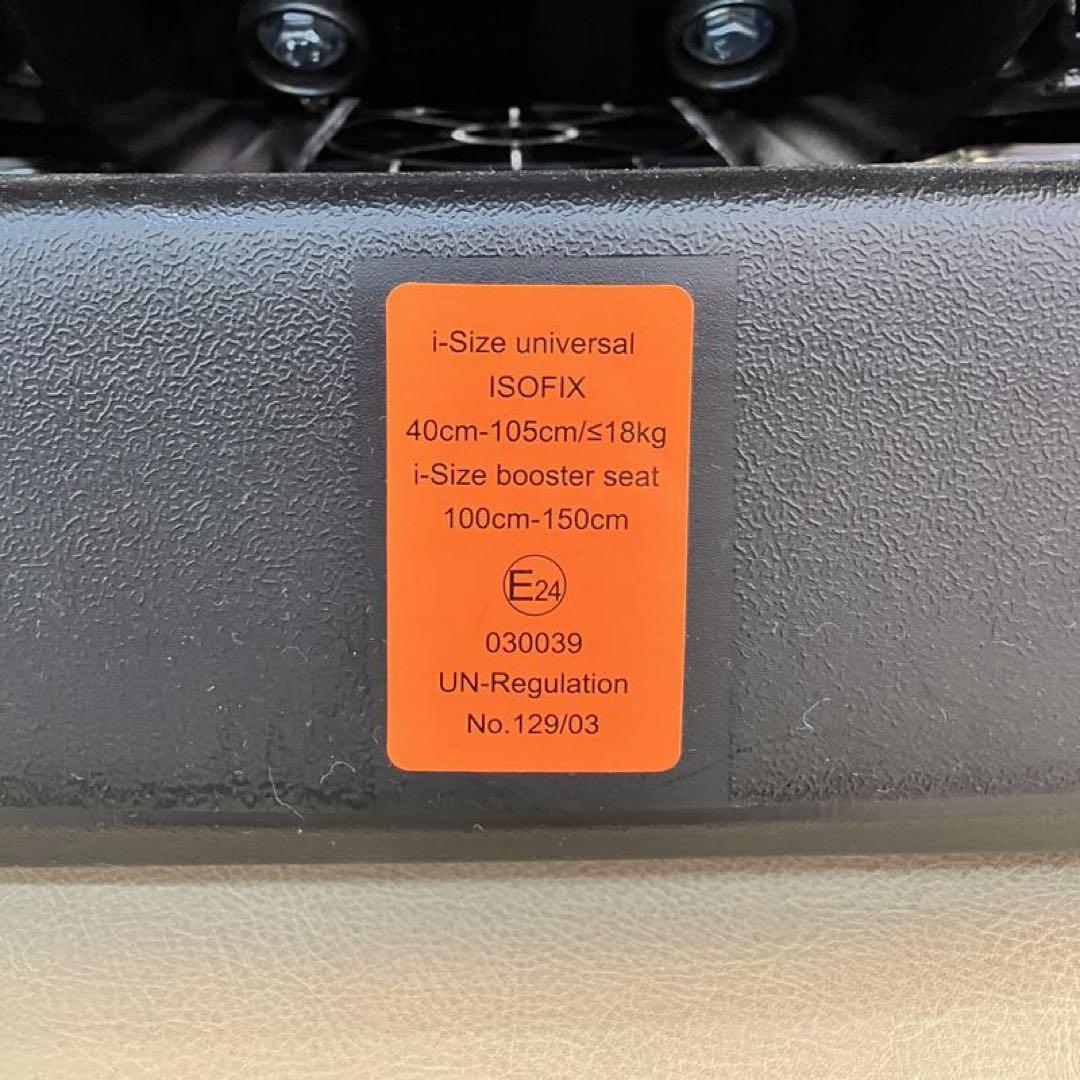 i-Size universal
ISOFIX
40cm-105cm/≤18kg
i-Size booster seat
100cm-150cm
E24
030039
UN-Regulation
No.129/03